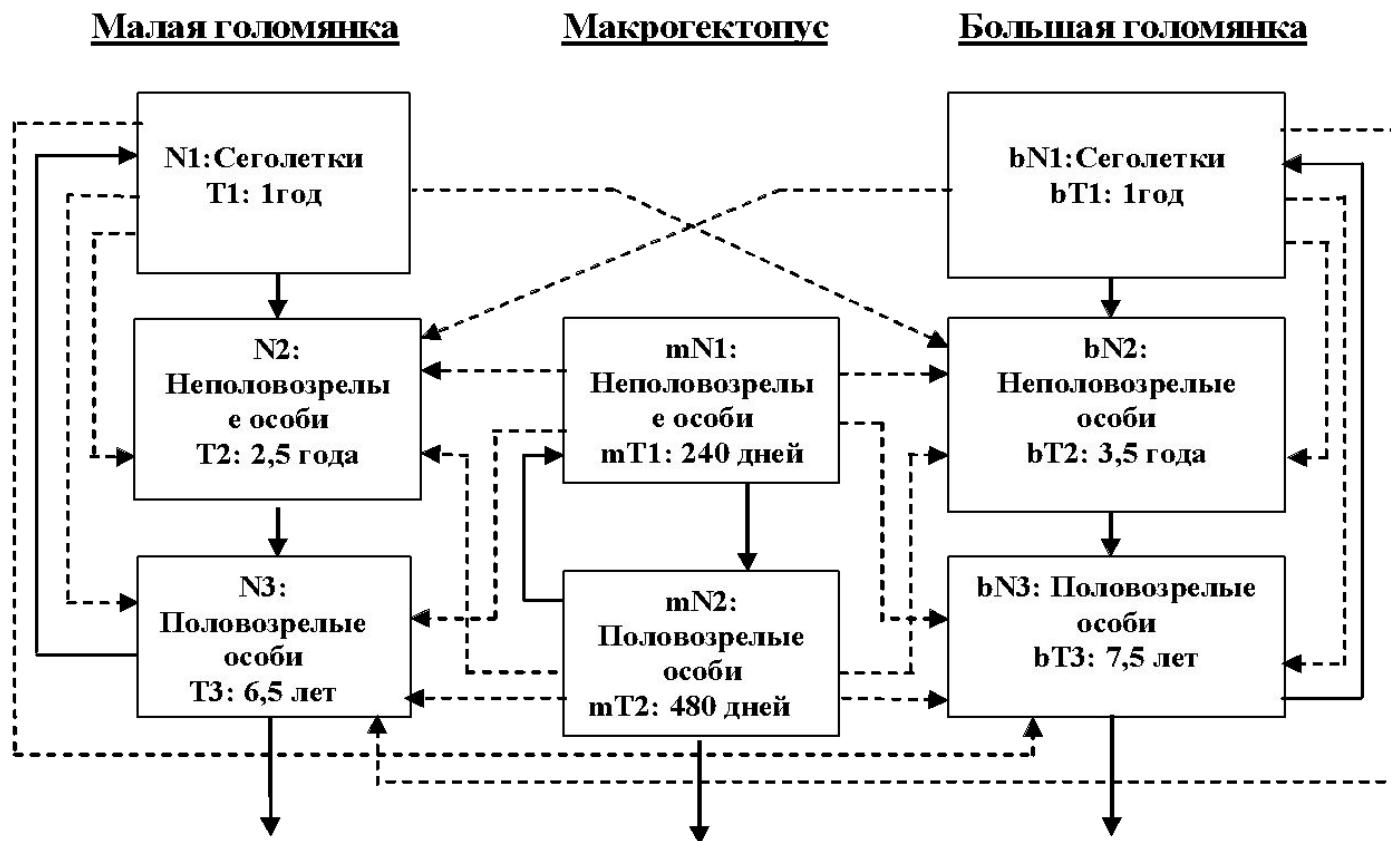 Малая голомянка
Макрогектопус
Большая голомянка
N1:Сеголетки
T1: 1год
bN1:Сеголетки
bT1: 1год
N2:
Неполовозрелы
е особи
T2: 2,5 года
mN1:
Неполовозрелы
е особи
mT1: 240 дней
bN2:
Неполовозрелые
особи
bT2: 3,5 года
N3:
Половозрелые
особи
T3: 6,5 лет
mN2:
Половозрелые
особи
mT2: 480 дней
bN3: Половозрелые
особи
bT3: 7,5 лет